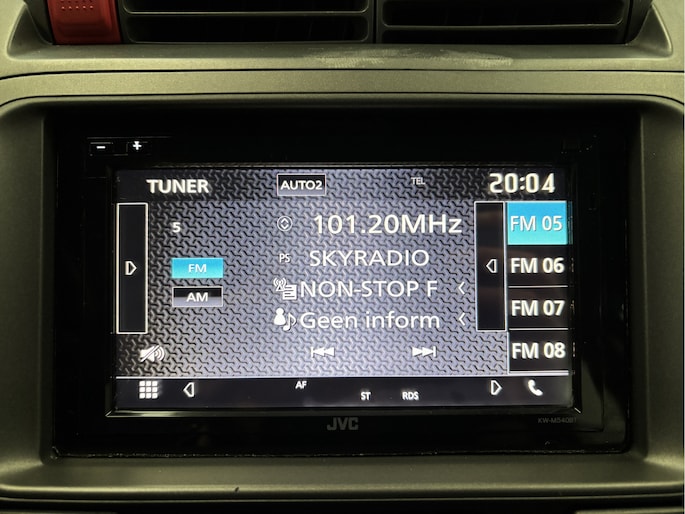 TUNER AUTO2 TEL 20:04
5 101.20MHz FM 05
FM PS SKYRADIO FM 06
AM NON-STOP F FM 07
Geen inform FM 08
AF ST RDS
JVC KW-M540BT